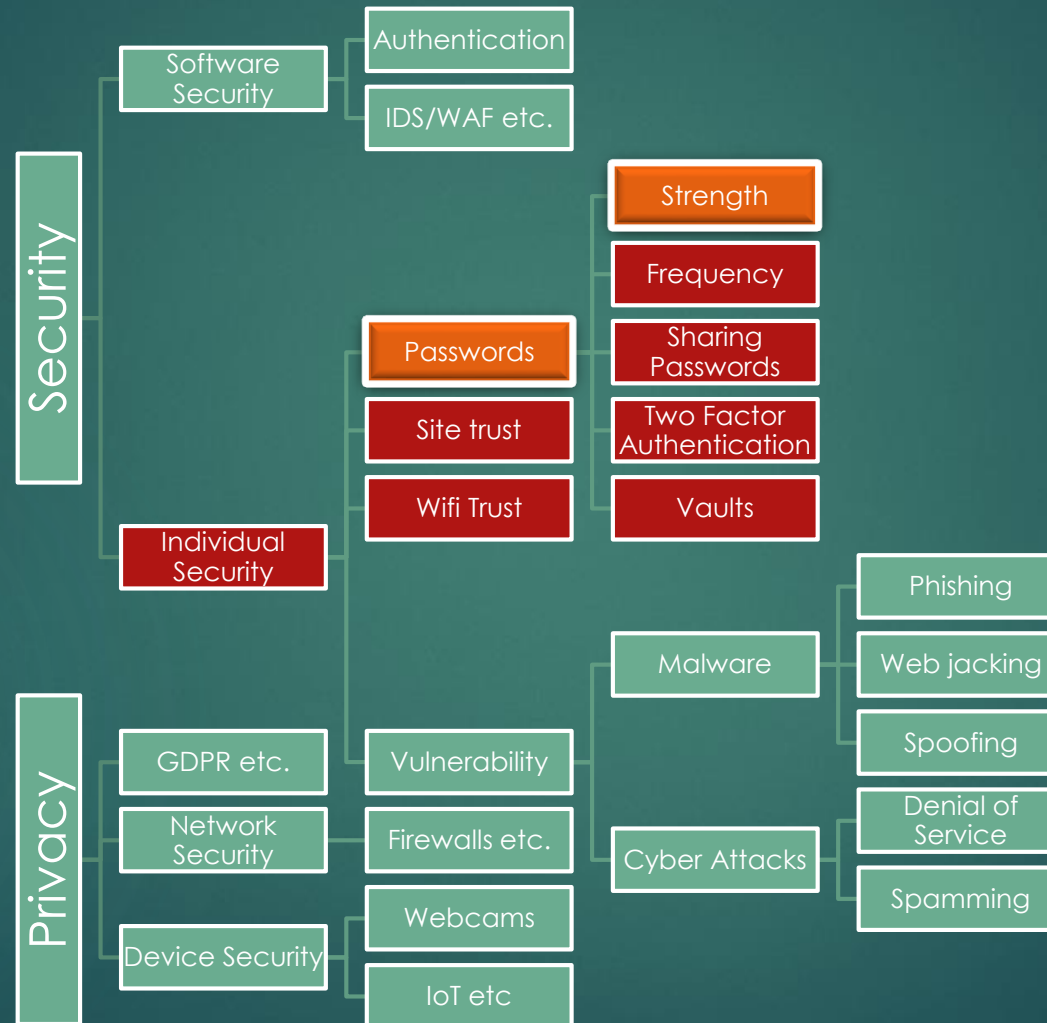 Security
Software
Security
Authentication
IDS/WAF etc.
Individual
Security
Passwords
Strength
Frequency
Sharing
Passwords
Two Factor
Authentication
Vaults
Site trust
Wifi Trust
Vulnerability
Malware
Phishing
Web jacking
Spoofing
Cyber Attacks
Denial of
Service
Spamming
Privacy
GDPR etc.
Network
Security
Firewalls etc.
Device Security
Webcams
IoT etc